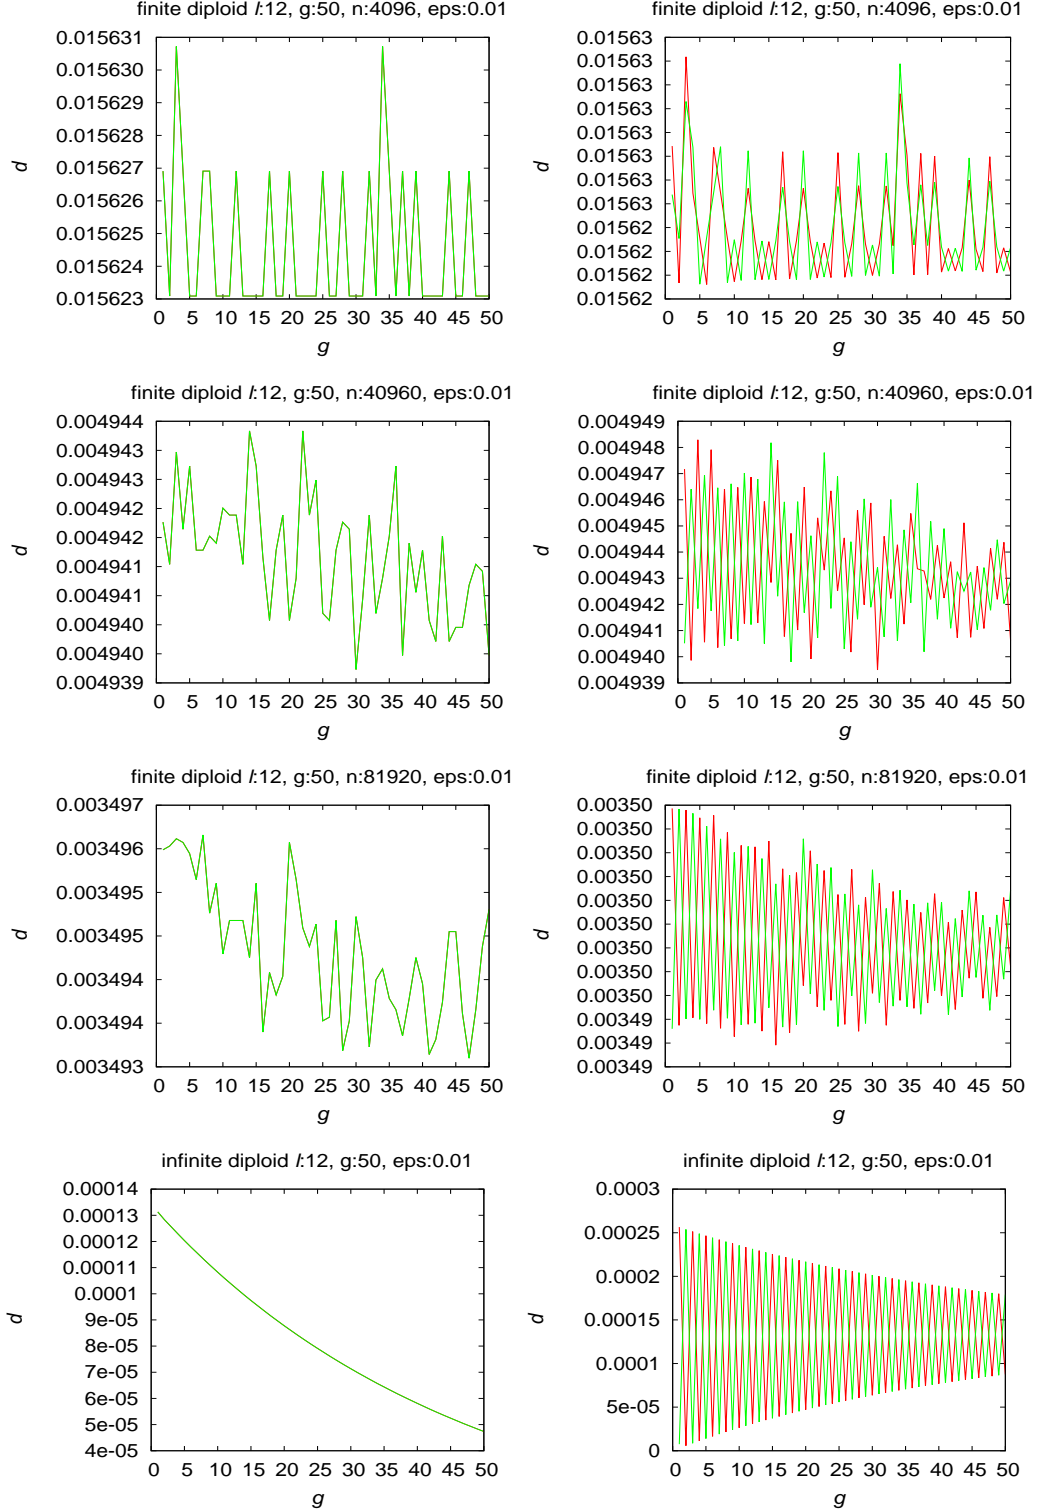 finite diploid l:12, g:50, n:4096, eps:0.01
0.015631
0.015630
0.015629
0.015628
0.015627
0.015626
0.015625
0.015624
0.015623
d
0 5 10 15 20 25 30 35 40 45 50
g
finite diploid l:12, g:50, n:4096, eps:0.01
0.01563
0.01563
0.01563
0.01563
0.01563
0.01563
0.01563
0.01563
0.01563
0.01562
0.01562
0.01562
d
0 5 10 15 20 25 30 35 40 45 50
g
finite diploid l:12, g:50, n:40960, eps:0.01
0.004944
0.004943
0.004943
0.004942
0.004942
0.004941
0.004941
0.004940
0.004940
0.004939
d
0 5 10 15 20 25 30 35 40 45 50
g
finite diploid l:12, g:50, n:40960, eps:0.01
0.004949
0.004948
0.004947
0.004946
0.004945
0.004944
0.004943
0.004942
0.004941
0.004940
0.004939
d
0 5 10 15 20 25 30 35 40 45 50
g
finite diploid l:12, g:50, n:81920, eps:0.01
0.003497
0.003496
0.003495
0.003495
0.003494
0.003494
0.003493
d
0 5 10 15 20 25 30 35 40 45 50
g
finite diploid l:12, g:50, n:81920, eps:0.01
0.00350
0.00350
0.00350
0.00350
0.00350
0.00350
0.00350
0.00350
0.00350
0.00349
0.00349
0.00349
d
0 5 10 15 20 25 30 35 40 45 50
g
infinite diploid l:12, g:50, eps:0.01
0.00014
0.00013
0.00012
0.00011
0.0001
9e-05
8e-05
7e-05
6e-05
5e-05
4e-05
d
0 5 10 15 20 25 30 35 40 45 50
g
infinite diploid l:12, g:50, eps:0.01
0.0003
0.00025
0.0002
0.00015
0.0001
5e-05
0
d
0 5 10 15 20 25 30 35 40 45 50
g